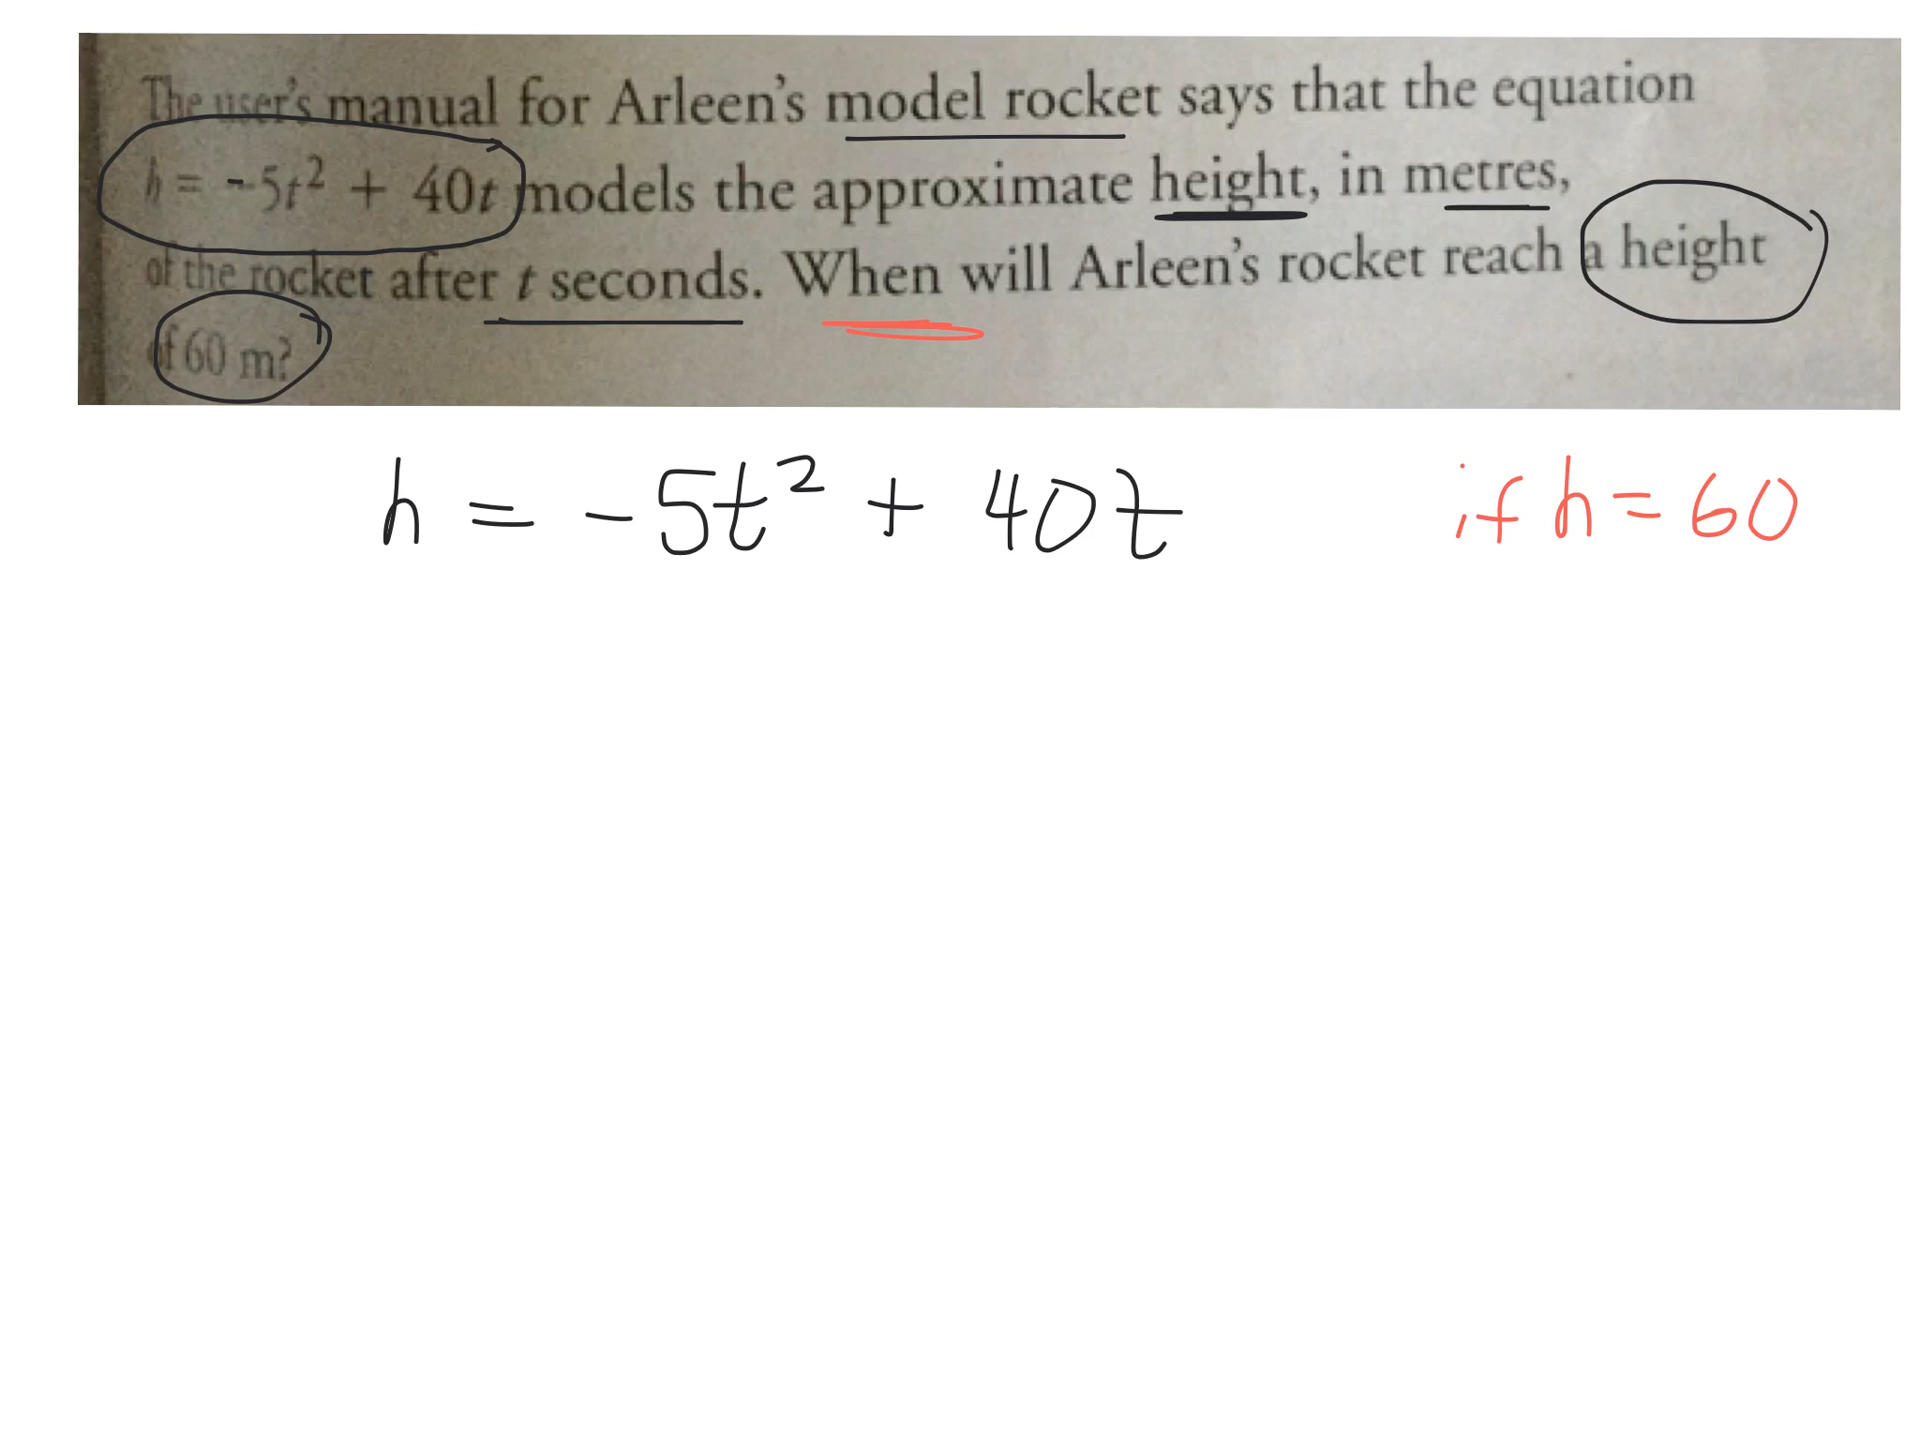 The user's manual for Arleen's model rocket says that the equation
h = -5t² + 40t models the approximate height, in metres,
of the rocket after t seconds. When will Arleen's rocket reach a height
of 60 m?
h = -5t² + 40t if h = 60